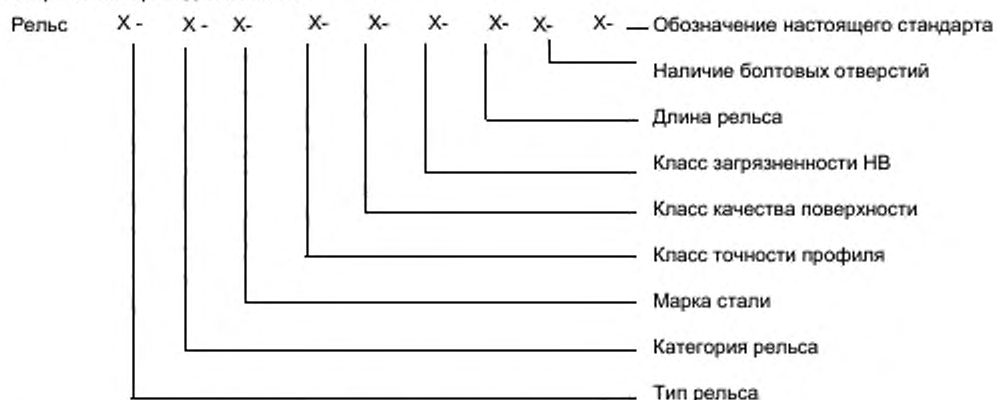 Рельс X - X - X- X- X- X- X- X- X- Обозначение настоящего стандарта
Наличие болтовых отверстий
Длина рельса
Класс загрязненности НВ
Класс качества поверхности
Класс точности профиля
Марка стали
Категория рельса
Тип рельса